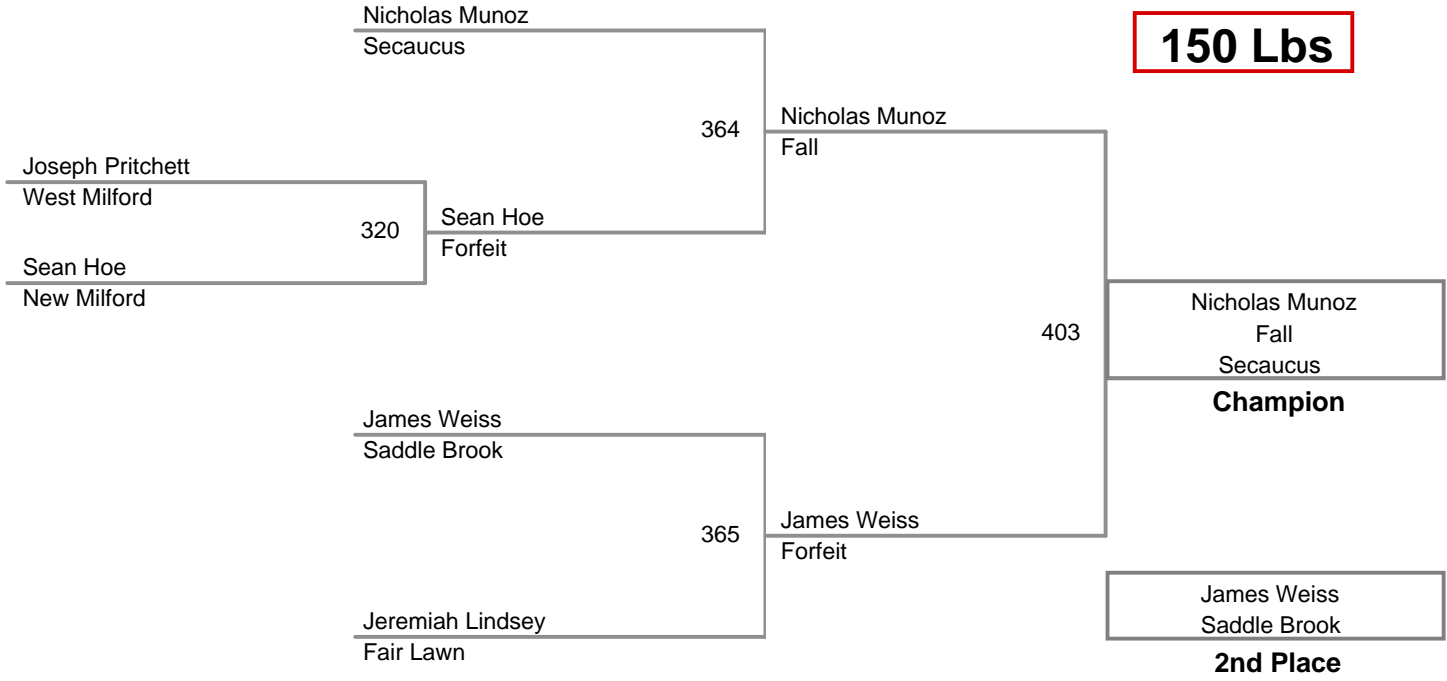 Nicholas Munoz
Secaucus
150 Lbs
364
Nicholas Munoz
Fall
Joseph Pritchett
West Milford
320
Sean Hoe
Forfeit
Sean Hoe
New Milford
403
Nicholas Munoz
Fall
Secaucus
Champion
James Weiss
Saddle Brook
365
James Weiss
Forfeit
Jeremiah Lindsey
Fair Lawn
James Weiss
Saddle Brook
2nd Place